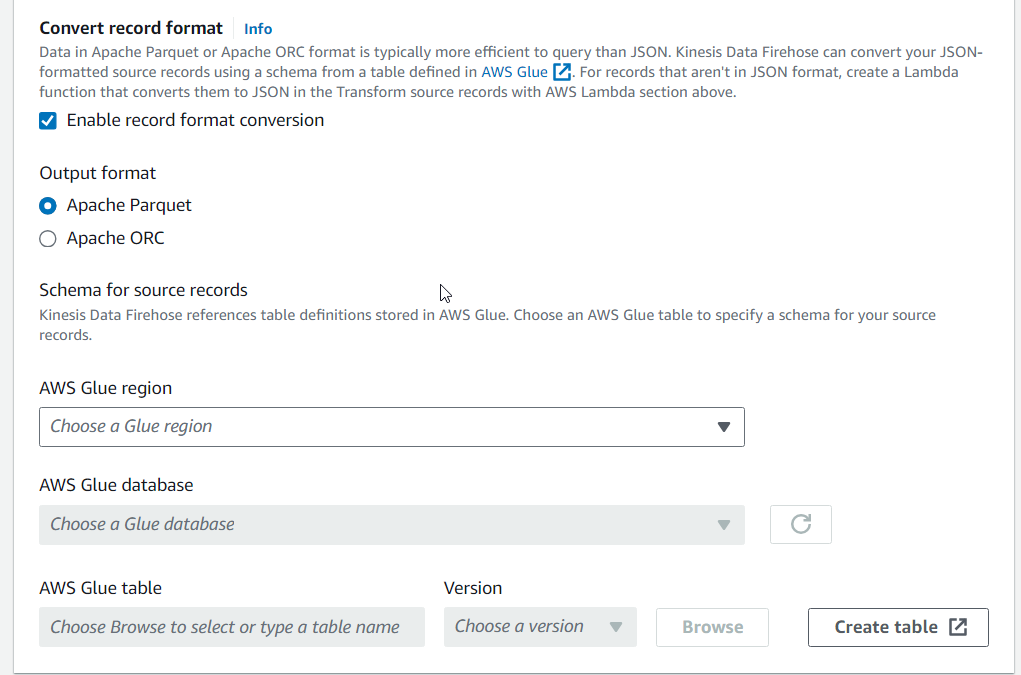 Convert record format Info
Data in Apache Parquet or Apache ORC format is typically more efficient to query than JSON. Kinesis Data Firehose can convert your JSON-
formatted source records using a schema from a table defined in AWS Glue. For records that aren't in JSON format, create a Lambda
function that converts them to JSON in the Transform source records with AWS Lambda section above.
Enable record format conversion
Output format
Apache Parquet
Apache ORC
Schema for source records
Kinesis Data Firehose references table definitions stored in AWS Glue. Choose an AWS Glue table to specify a schema for your source
records.
AWS Glue region
Choose a Glue region
AWS Glue database
Choose a Glue database
AWS Glue table Version
Choose Browse to select or type a table name Choose a version Browse Create table